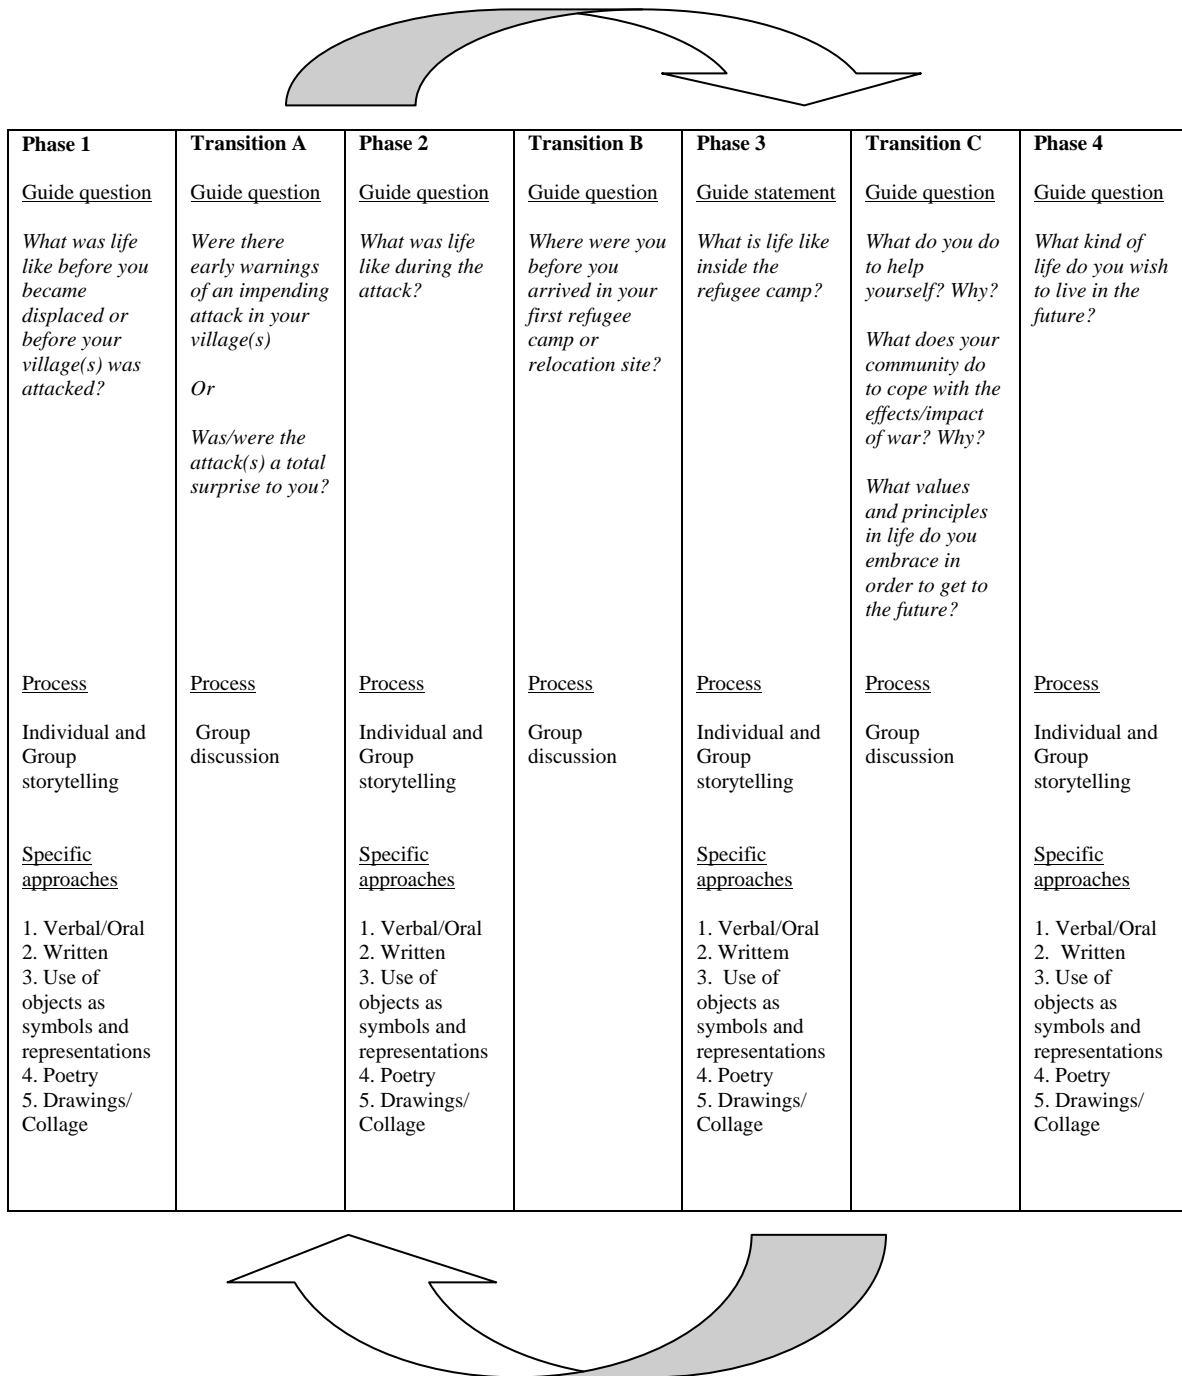 Phase 1
Guide question
What was life
like before you
became
displaced or
before your
village(s) was
attacked?
Process
Individual and
Group
storytelling
Specific
approaches
1. Verbal/Oral
2. Written
3. Use of
objects as
symbols and
representations
4. Poetry
5. Drawings/
Collage
Transition A
Guide question
Were there
early warnings
of an impending
attack in your
village(s)
Or
Was/were the
attack(s) a total
surprise to you?
Process
Group
discussion
Phase 2
Guide question
What was life
like during the
attack?
Process
Individual and
Group
storytelling
Specific
approaches
1. Verbal/Oral
2. Written
3. Use of
objects as
symbols and
representations
4. Poetry
5. Drawings/
Collage
Transition B
Guide question
Where were you
before you
arrived in your
first refugee
camp or
relocation site?
Process
Group
discussion
Phase 3
Guide statement
What is life like
inside the
refugee camp?
Process
Individual and
Group
storytelling
Specific
approaches
1. Verbal/Oral
2. Writtem
3.  Use of
objects as
symbols and
representations
4. Poetry
5. Drawings/
Collage
Transition C
Guide question
What do you do
to help
yourself? Why?
What does your
community do
to cope with the
effects/impact
of war? Why?
What values
and principles
in life do you
embrace in
order to get to
the future?
Process
Group
discussion
Phase 4
Guide question
What kind of
life do you wish
to live in the
future?
Process
Individual and
Group
storytelling
Specific
approaches
1. Verbal/Oral
2.  Written
3. Use of
objects as
symbols and
representations
4. Poetry
5. Drawings/
Collage